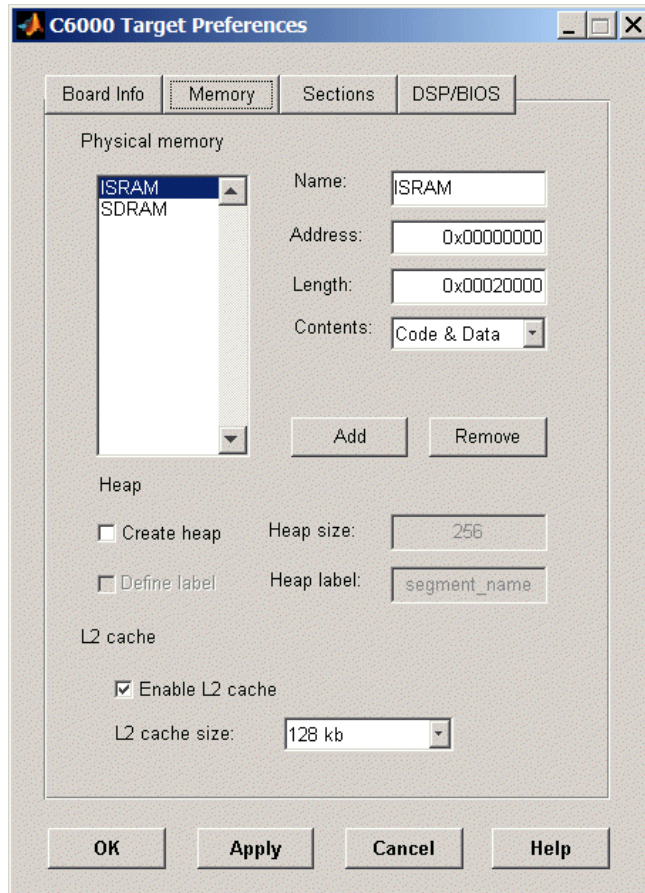 C6000 Target Preferences
Board Info Memory Sections DSP/BIOS
Physical memory
ISRAM
SDRAM
Name: ISRAM
Address: 0x00000000
Length: 0x00020000
Contents: Code & Data
Add Remove
Heap
Create heap Heap size: 256
Define label Heap label: segment_name
L2 cache
Enable L2 cache
L2 cache size: 128 kb
OK Apply Cancel Help